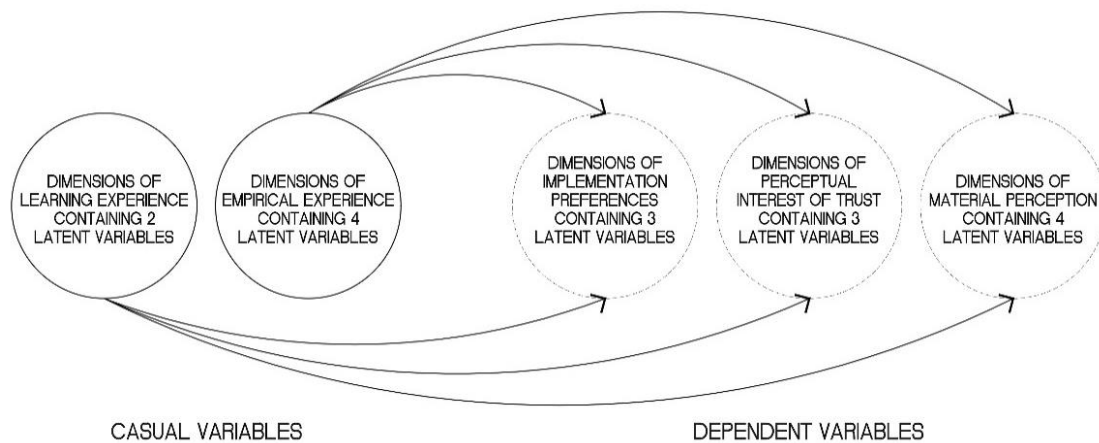 DIMENSIONS OF
LEARNING EXPERIENCE
CONTAINING 2
LATENT VARIABLES
DIMENSIONS OF
EMPIRICAL EXPERIENCE
CONTAINING 4
LATENT VARIABLES
DIMENSIONS OF
IMPLEMENTATION
PREFERENCES
CONTAINING 3
LATENT VARIABLES
DIMENSIONS OF
PERCEPTUAL
INTEREST OF TRUST
CONTAINING 3
LATENT VARIABLES
DIMENSIONS OF
MATERIAL PERCEPTION
CONTAINING 4
LATENT VARIABLES
CASUAL VARIABLES
DEPENDENT VARIABLES